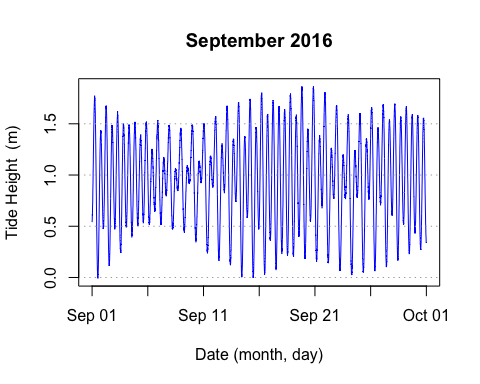 September 2016
Tide Height  (m)
1.5
1.0
0.5
0.0
Sep 01
Sep 11
Sep 21
Oct 01
Date (month, day)